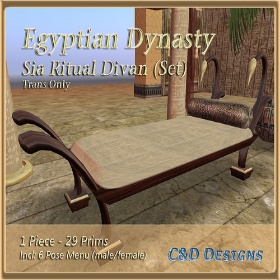 Egyptian Dynasty
Sia Ritual Divan (Set)
Trans Only
1 Piece - 29 Prims
Incl: 6 Pose Menu (male/female)
C&D Designs